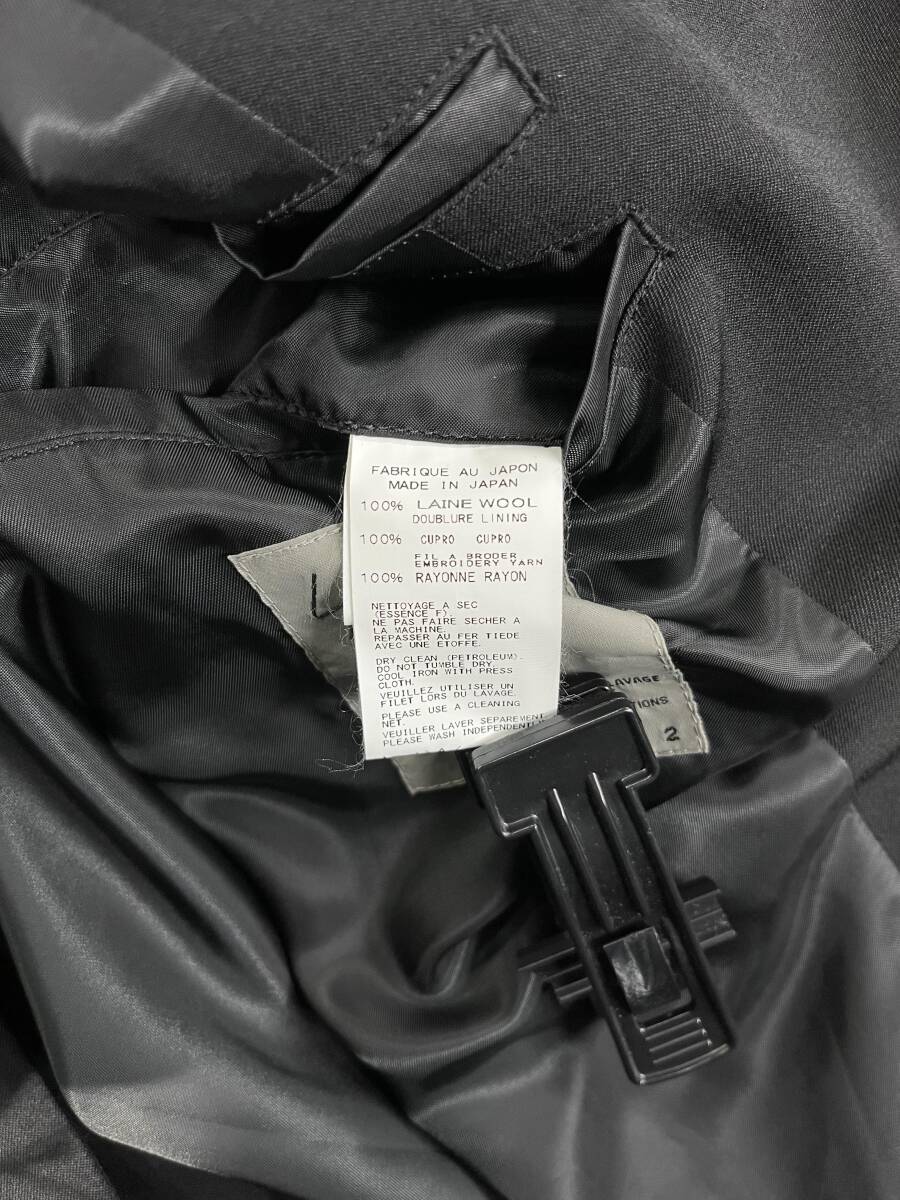 FABRIQUE AU JAPON
MADE IN JAPAN
100% LAINE WOOL
DOUBLURE LINING
100% CUPRO CUPRO
FIL A BRODER
EMBROIDERY YARN
100% RAYONNE RAYON
NETTOYAGE A SEC
(ESSENCE F).
NE PAS FAIRE SECHER A
LA MACHINE.
REPASSER AU FER TIEDE
AVEC UNE ETOFFE.
DRY CLEAN (PETROLEUM).
DO NOT TUMBLE DRY.
COOL IRON WITH PRESS
CLOTH.
VEUILLEZ UTILISER UN
FILET LORS DU LAVAGE.
PLEASE USE A CLEANING
NET.
VEUILLER LAVER SEPAREMENT
PLEASE WASH INDEPENDENTLY
LAVAGE
2